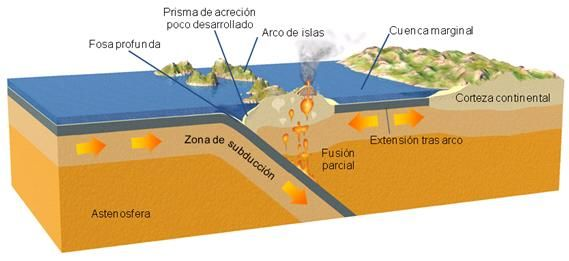 Prisma de acreción
poco desarrollado
Arco de islas
Fosa profunda
Cuenca marginal
Corteza continental
Zona de subducción
Extensión tras arco
Fusión
parcial
Astenosfera